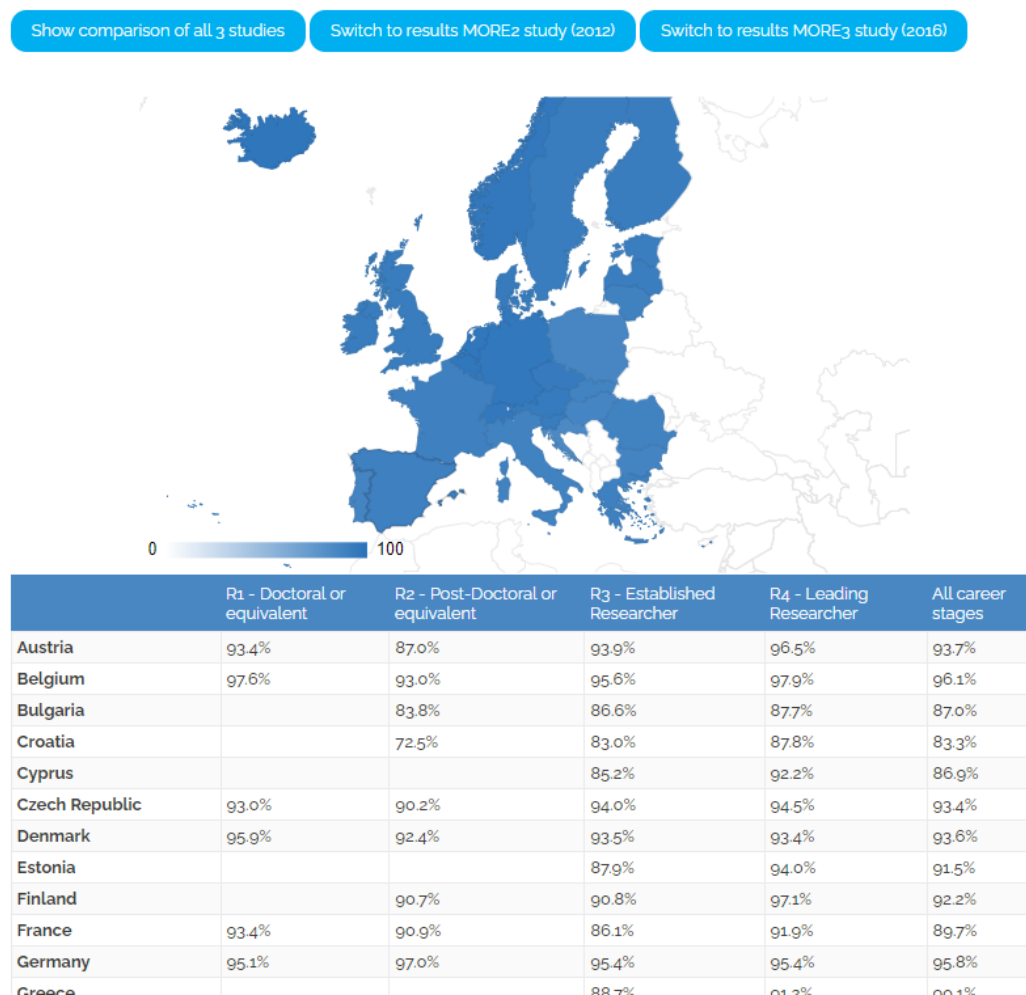 Show comparison of all 3 studies Switch to results MORE2 study (2012) Switch to results MORE3 study (2016)
0 100
R1 - Doctoral or equivalent R2 - Post-Doctoral or equivalent R3 - Established Researcher R4 - Leading Researcher All career stages
Austria 93.4% 87.0% 93.9% 96.5% 93.7%
Belgium 97.6% 93.0% 95.6% 97.9% 96.1%
Bulgaria 83.8% 86.6% 87.7% 87.0%
Croatia 72.5% 83.0% 87.8% 83.3%
Cyprus 85.2% 92.2% 86.9%
Czech Republic 93.0% 90.2% 94.0% 94.5% 93.4%
Denmark 95.9% 92.4% 93.5% 93.4% 93.6%
Estonia 87.9% 94.0% 91.5%
Finland 90.7% 90.8% 97.1% 92.2%
France 93.4% 90.9% 86.1% 91.9% 89.7%
Germany 95.1% 97.0% 95.4% 95.4% 95.8%
Greece 88.7%